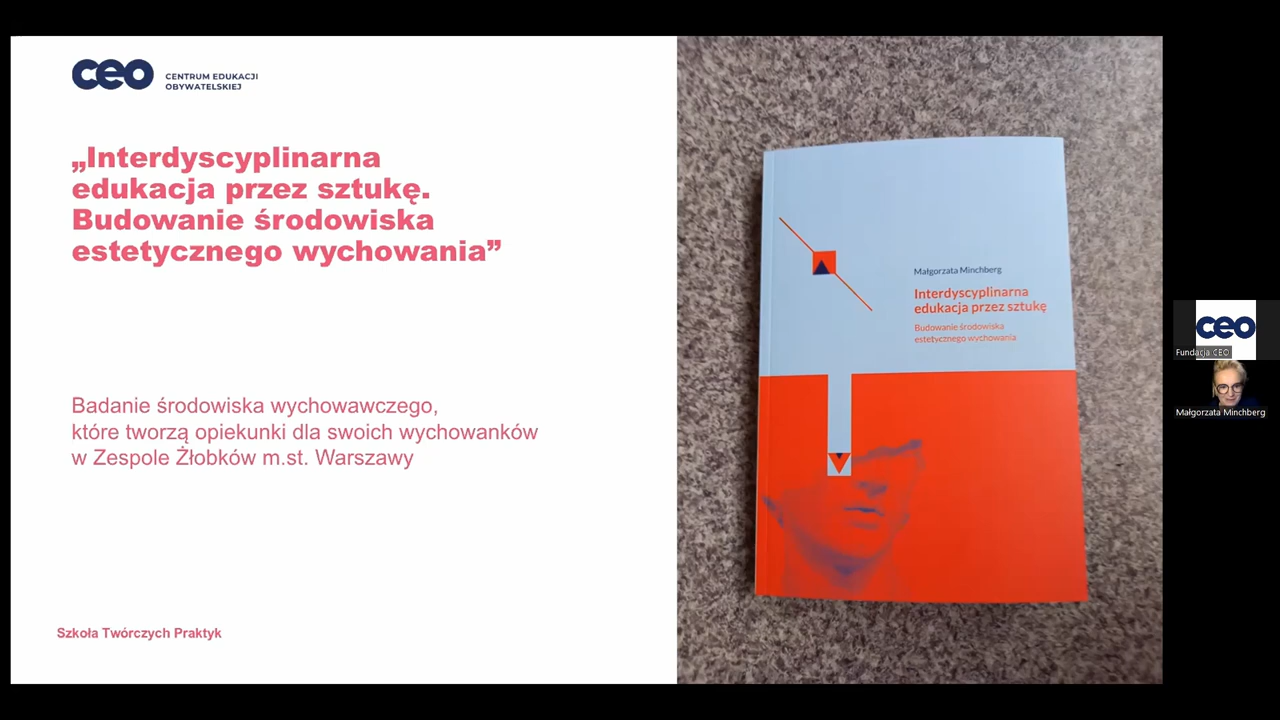 ceo
CENTRUM EDUKACJI
OBYWATELSKIEJ
„Interdyscyplinarna
edukacja przez sztukę.
Budowanie środowiska
estetycznego wychowania”
Badanie środowiska wychowawczego,
które tworzą opiekunki dla swoich wychowanków
w Zespole Żłobków m.st. Warszawy
Szkoła Twórczych Praktyk
Małgorzata Minchberg
Interdyscyplinarna
edukacja przez sztukę
Budowanie środowiska
estetycznego wychowania
ceo
Fundacja CEO
Małgorzata Minchberg